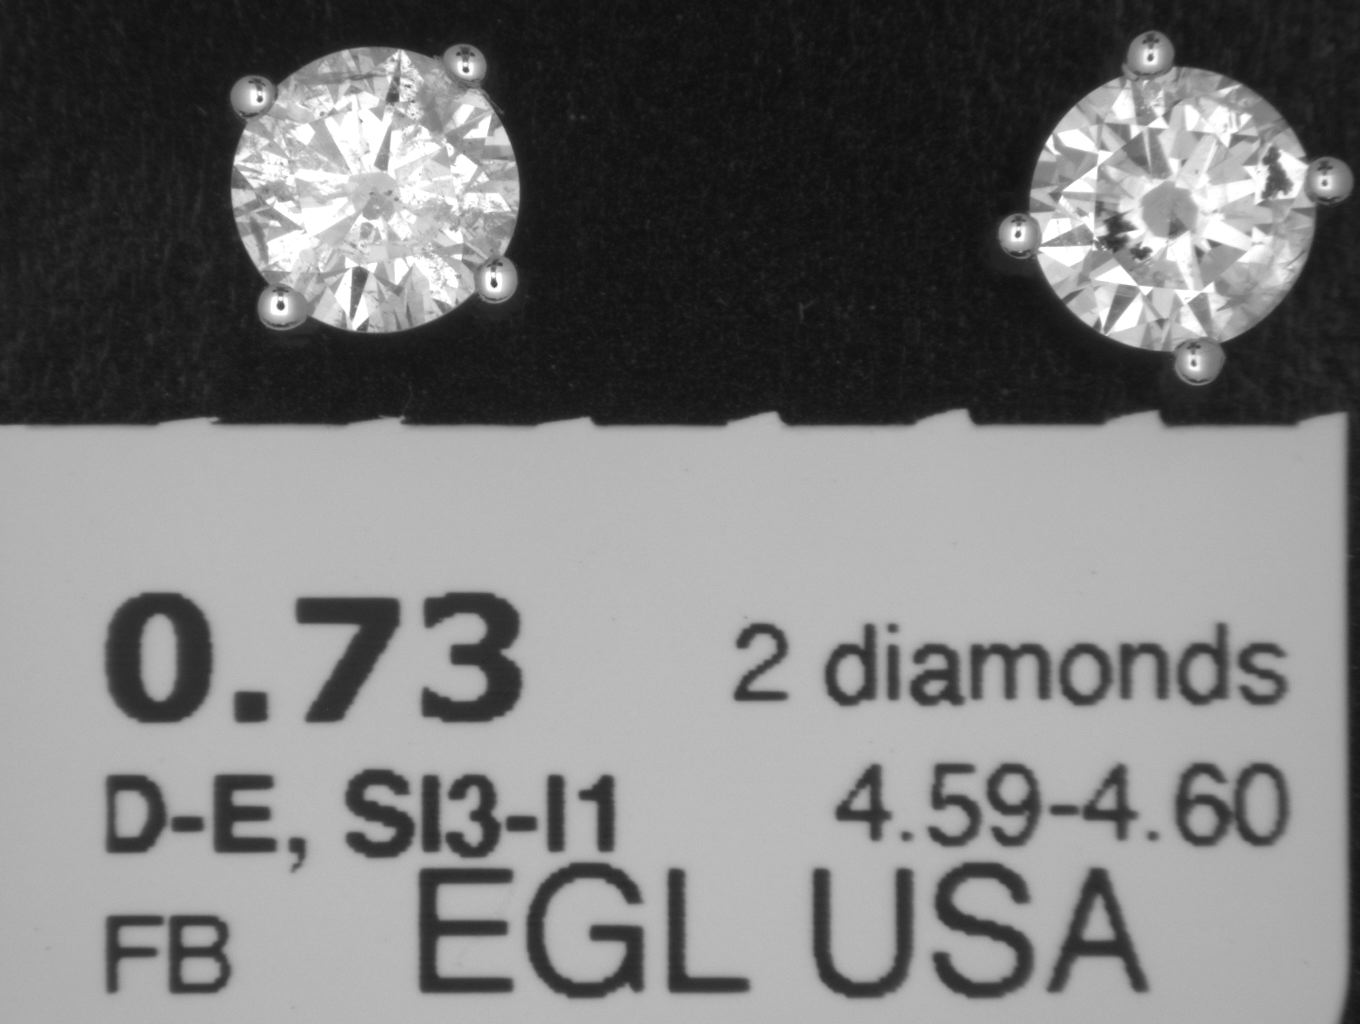 0.73 2 diamonds
D-E, SI3-I1 4.59-4.60
FB EGL USA